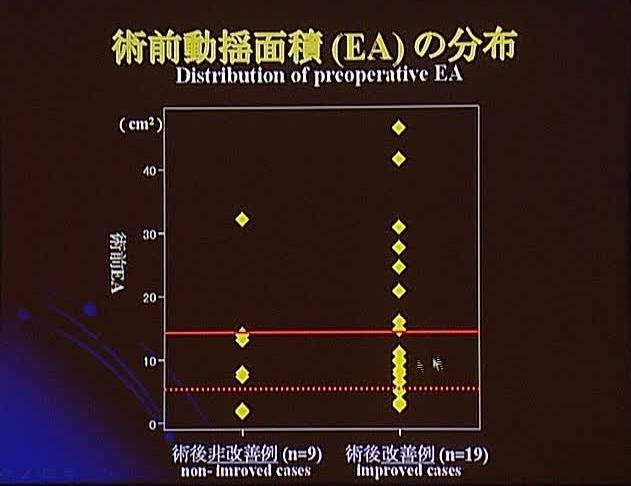 術前動揺面積 (EA) の分布
Distribution of preoperative EA
(cm²)
40
30
20
10
0
術前EA
術後非改善例 (n=9)
non- imroved cases
術後改善例 (n=19)
improved cases